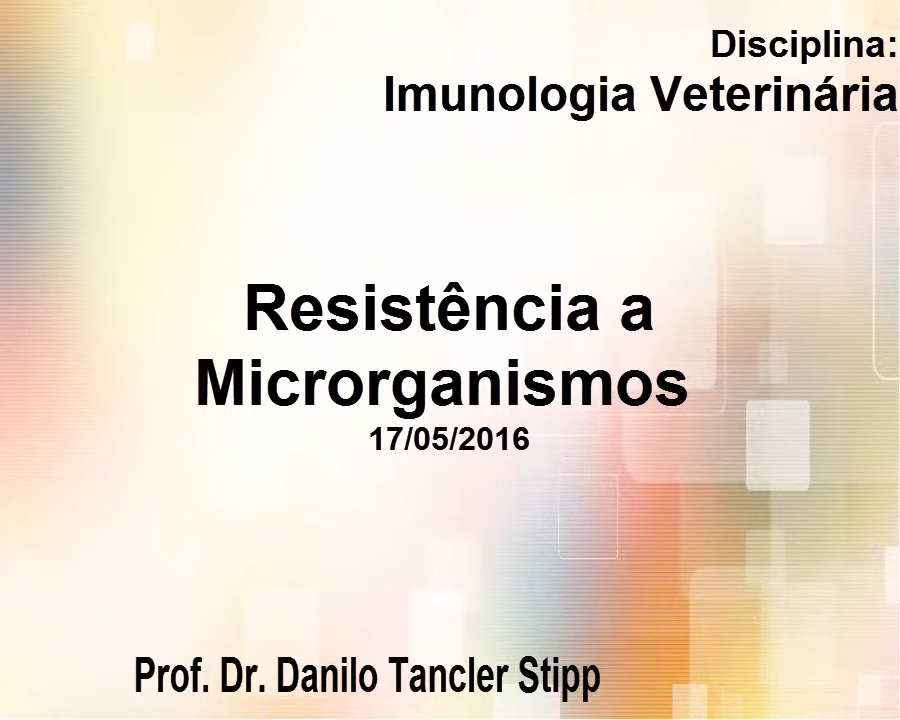 Disciplina:
Imunologia Veterinária
Resistência a
Microrganismos
17/05/2016
Prof. Dr. Danilo Tancler Stipp